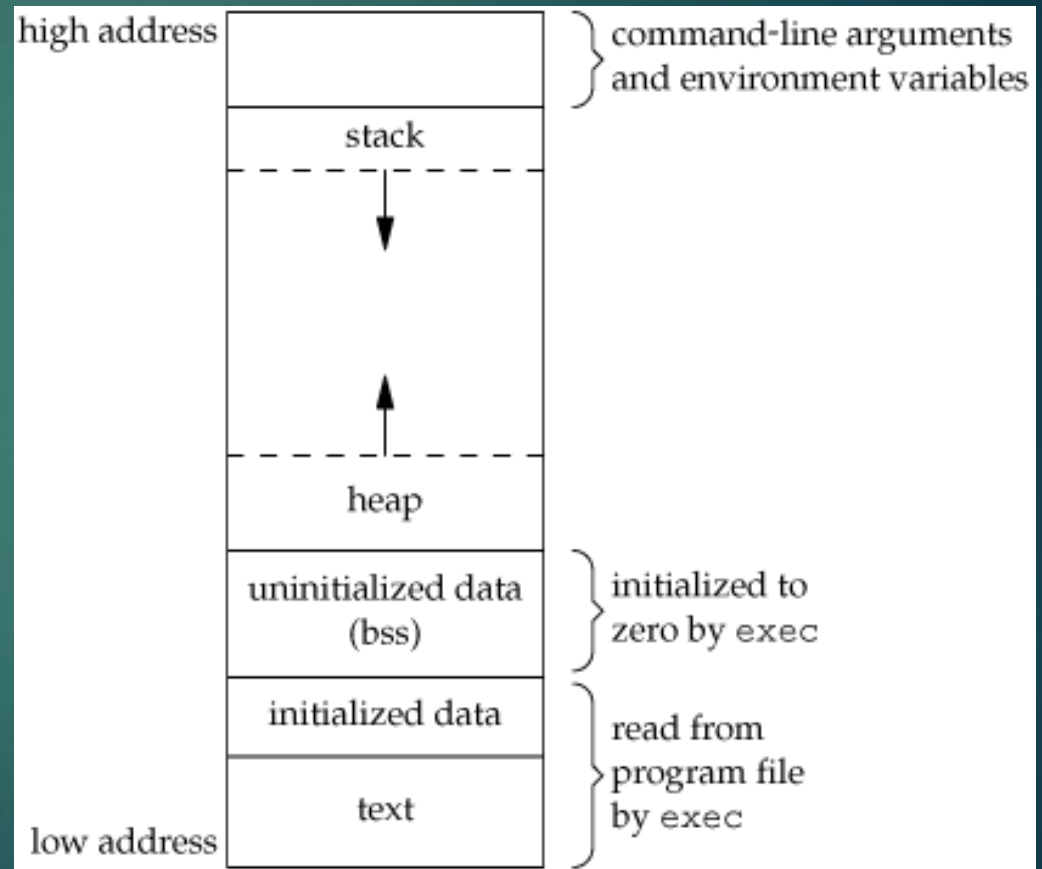 high address
command-line arguments
and environment variables
stack
heap
uninitialized data
(bss)
initialized to
zero by exec
initialized data
read from
program file
by exec
text
low address